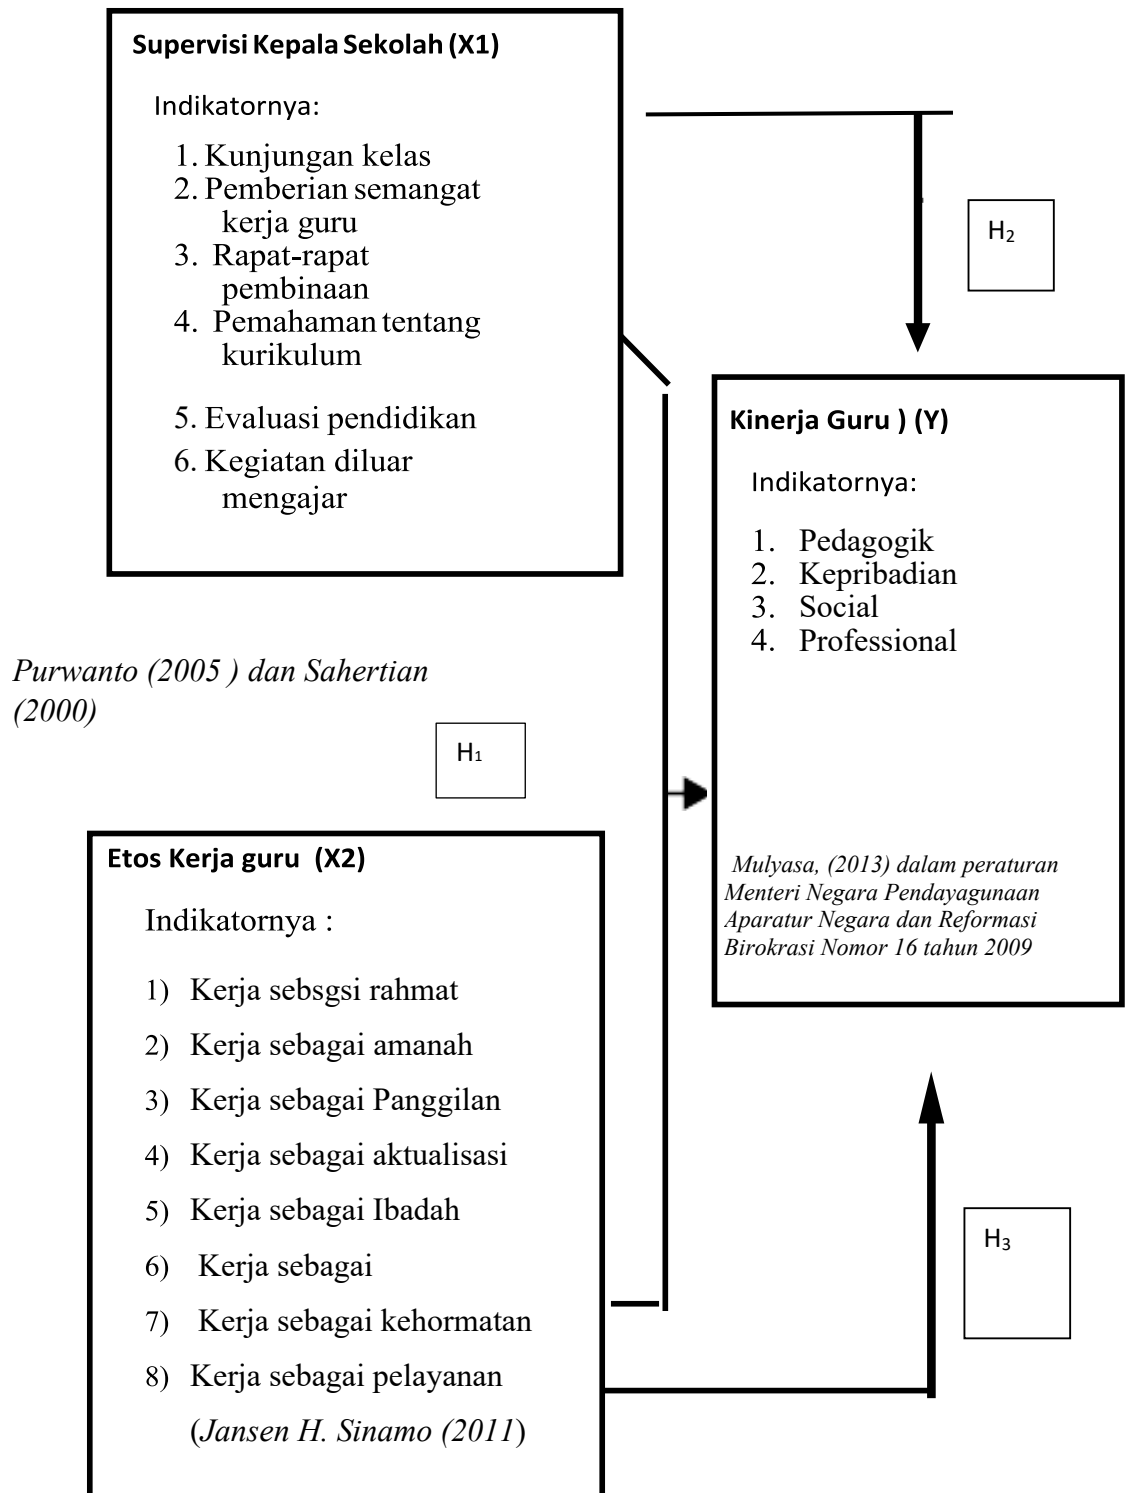 Supervisi Kepala Sekolah (X1)
Indikatornya:
1. Kunjungan kelas
2. Pemberian semangat
kerja guru
3. Rapat-rapat
pembinaan
4. Pemahaman tentang
kurikulum
5. Evaluasi pendidikan
6. Kegiatan diluar
mengajar
Purwanto (2005 ) dan Sahertian
(2000)
H1
Etos Kerja guru (X2)
Indikatornya :
1) Kerja sebsgsi rahmat
2) Kerja sebagai amanah
3) Kerja sebagai Panggilan
4) Kerja sebagai aktualisasi
5) Kerja sebagai Ibadah
6) Kerja sebagai
7) Kerja sebagai kehormatan
8) Kerja sebagai pelayanan
(Jansen H. Sinamo (2011)
H2
Kinerja Guru ) (Y)
Indikatornya:
1. Pedagogik
2. Kepribadian
3. Social
4. Professional
Mulyasa, (2013) dalam peraturan
Menteri Negara Pendayagunaan
Aparatur Negara dan Reformasi
Birokrasi Nomor 16 tahun 2009
H3